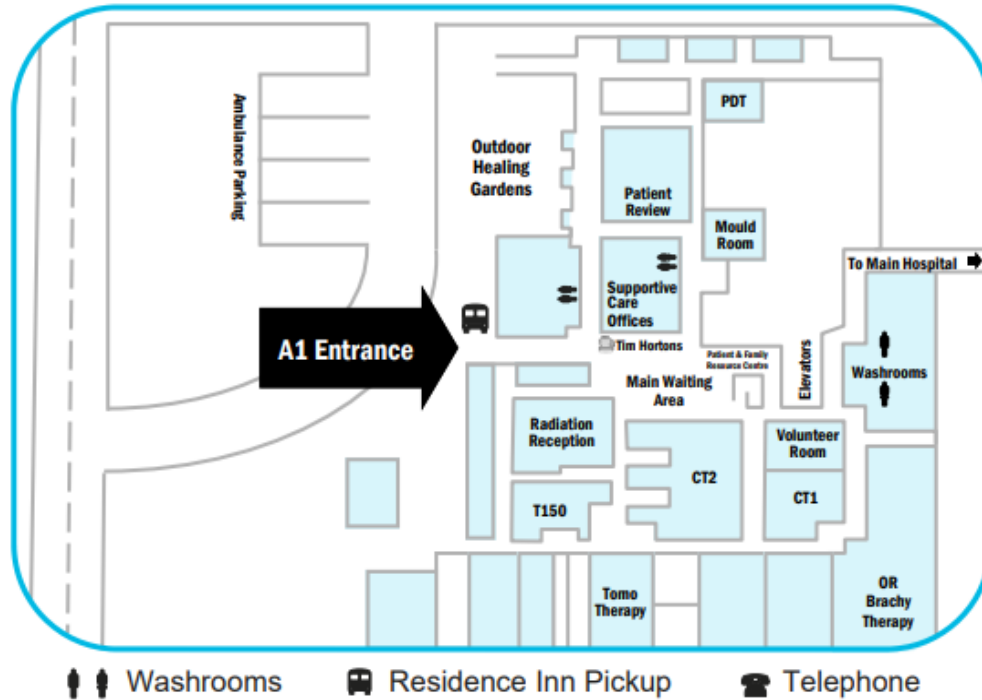 PDT
Ambulance Parking
Outdoor
Healing
Gardens
Patient
Review
Mould
Room
To Main Hospital
Supportive
Care
Offices
A1 Entrance
Tim Hortons
Patient & Family
Resource Centre
Elevators
Washrooms
Main Waiting
Area
Radiation
Reception
Volunteer
Room
CT2
CT1
T150
Tomo
Therapy
OR
Brachy
Therapy
Washrooms Residence Inn Pickup Telephone